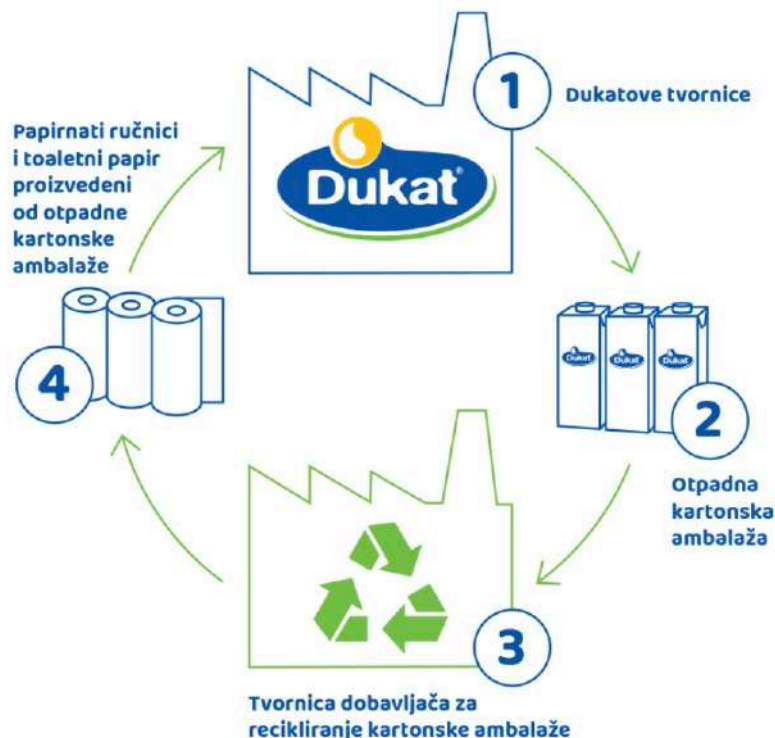 1
Dukatove tvornice
Dukat
Papirnati ručnici
i toaletni papir
proizvedeni
od otpadne
kartonske
ambalaže
Dukat
Dukat
Dukat
2
Otpadna
kartonska
ambalaža
3
Tvornica dobavljača za
recikliranje kartonske ambalaže
4